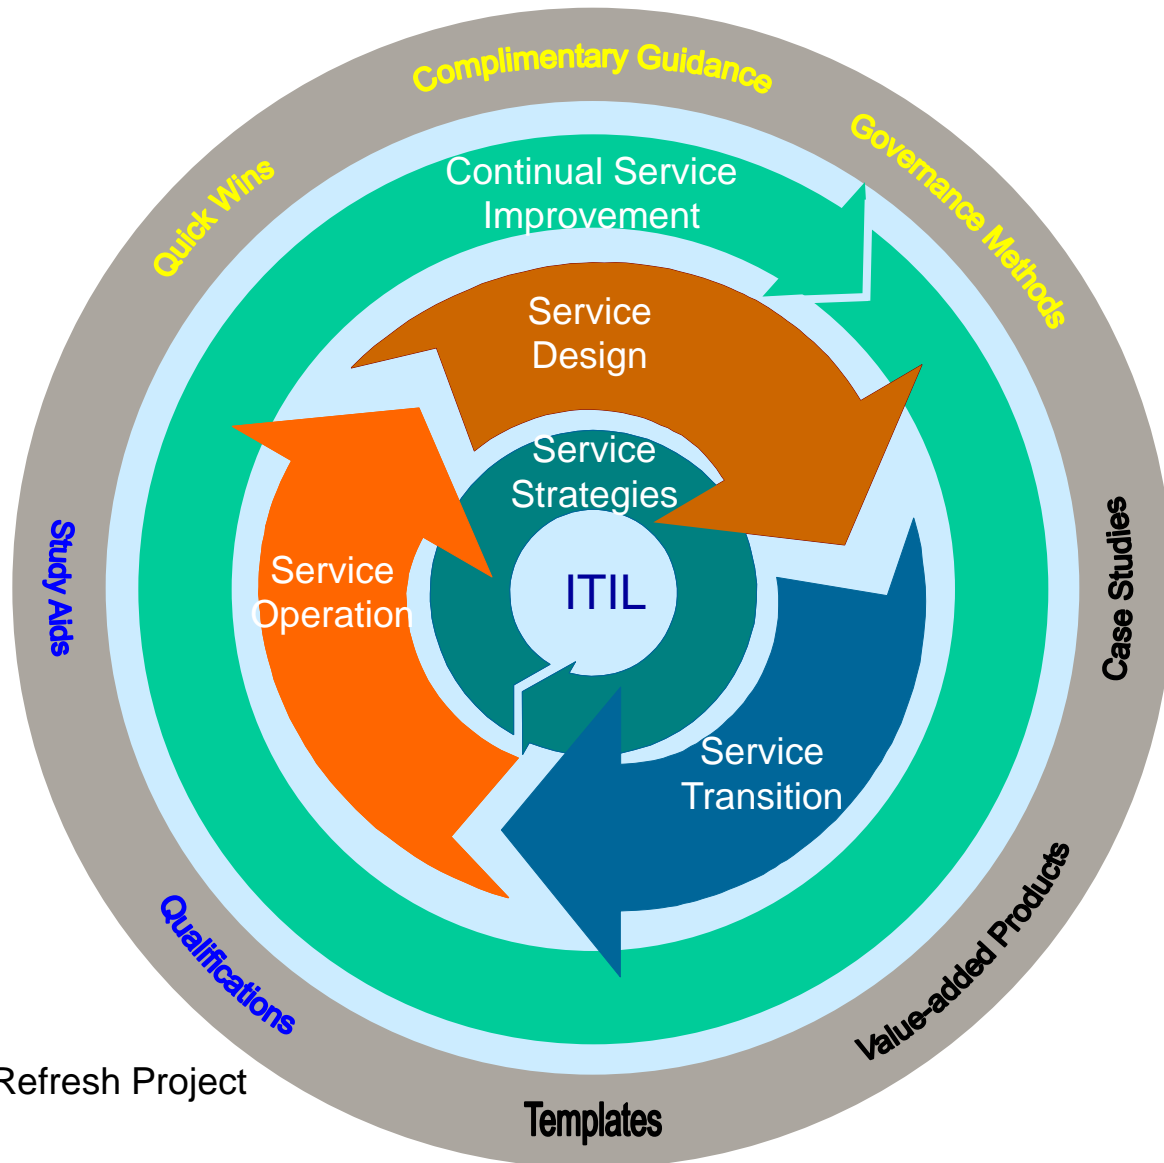 Complimentary Guidance
Governance Methods
Quick Wins
Continual Service
Improvement
Service
Design
Service
Strategies
ITIL
Service
Operation
Service
Transition
Study Aids
Case Studies
Qualifications
Value-added Products
Refresh Project
Templates